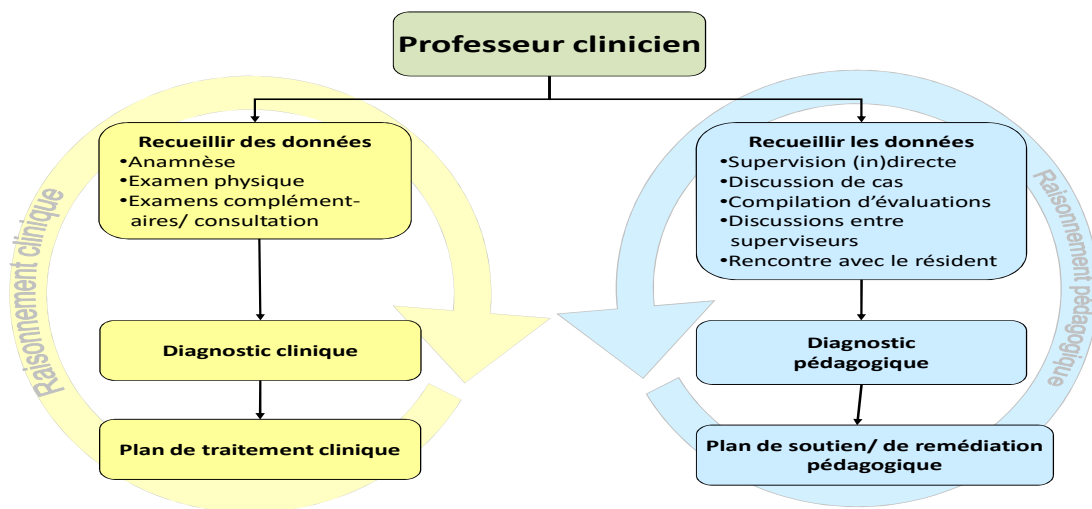 Professeur clinicien
Raisonnement clinique
Recueillir des données
•Anamnèse
•Examen physique
•Examens complément-
aires/ consultation
Diagnostic clinique
Plan de traitement clinique
Recueillir les données
•Supervision (in)directe
•Discussion de cas
•Compilation d'évaluations
•Discussions entre
superviseurs
•Rencontre avec le résident
Diagnostic
pédagogique
Plan de soutien/ de remédiation
pédagogique
Raisonnement pédagogique